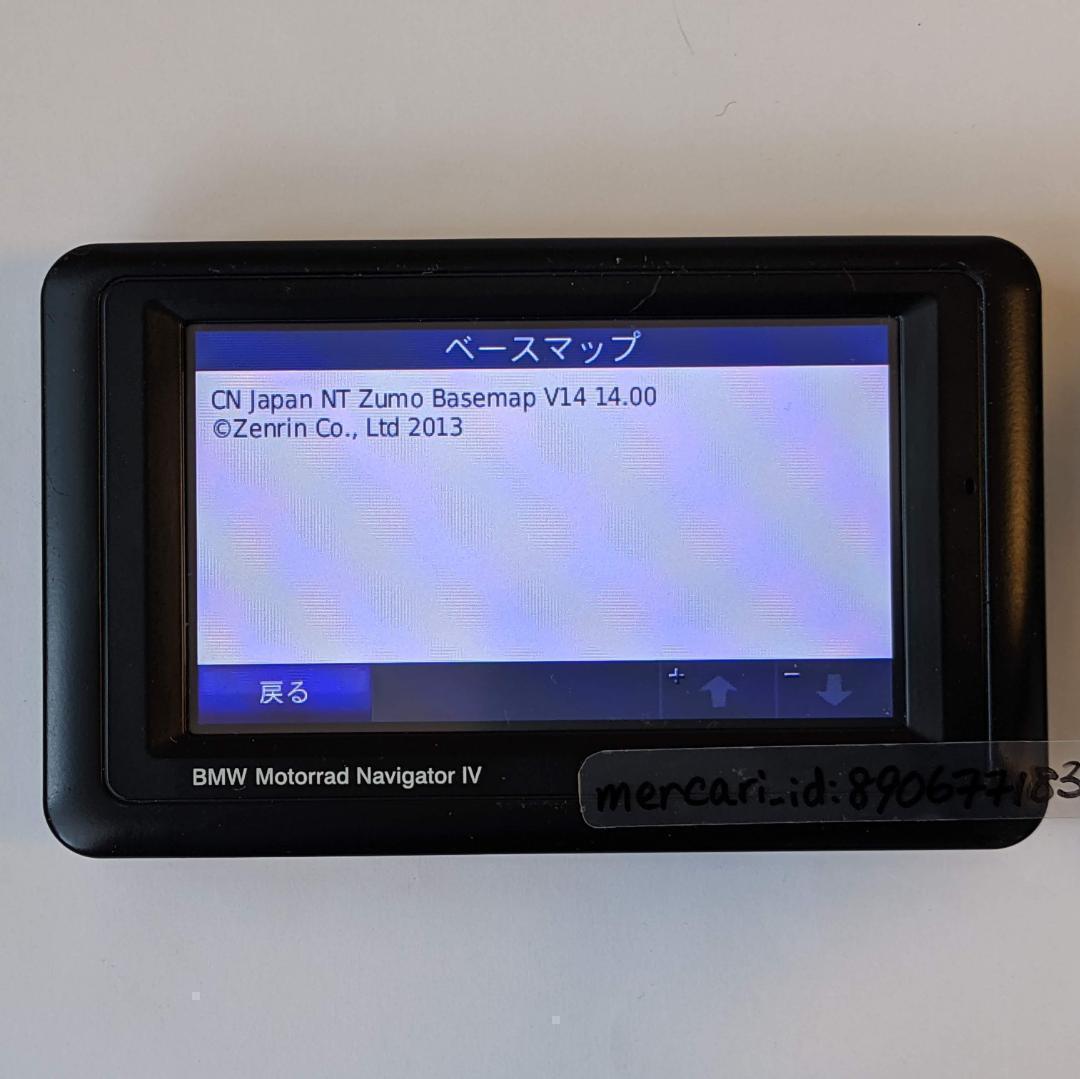 ベースマップ
CN Japan NT Zumo Basemap V14 14.00
©Zenrin Co., Ltd 2013
戻る
+
−
BMW Motorrad Navigator IV
mercari_id:890677183